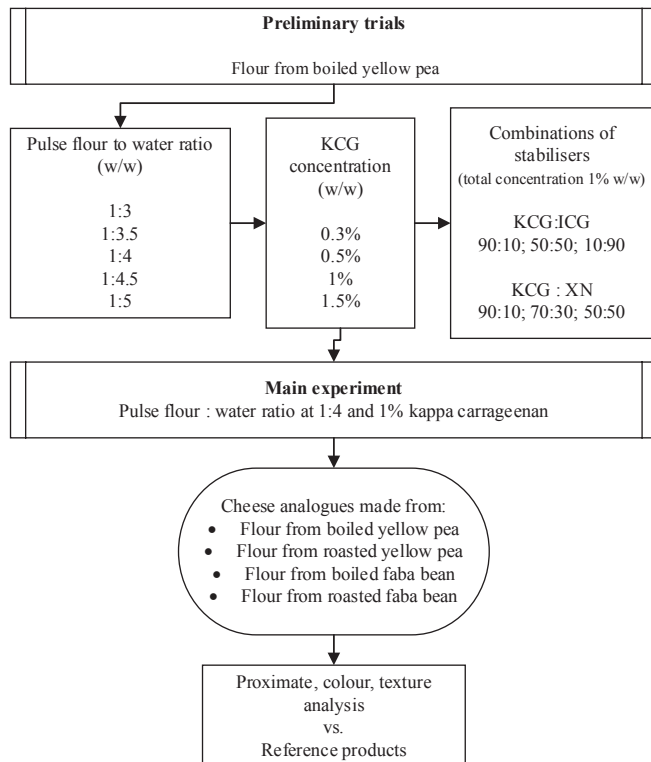 Preliminary trials
Flour from boiled yellow pea
Pulse flour to water ratio
(w/w)
1:3
1:3.5
1:4
1:4.5
1:5
KCG
concentration
(w/w)
0.3%
0.5%
1%
1.5%
Combinations of
stabilisers
(total concentration 1% w/w)
KCG:ICG
90:10; 50:50; 10:90
KCG : XN
90:10; 70:30; 50:50
Main experiment
Pulse flour : water ratio at 1:4 and 1% kappa carrageenan
Cheese analogues made from:
• Flour from boiled yellow pea
• Flour from roasted yellow pea
• Flour from boiled faba bean
• Flour from roasted faba bean
Proximate, colour, texture
analysis
vs.
Reference products